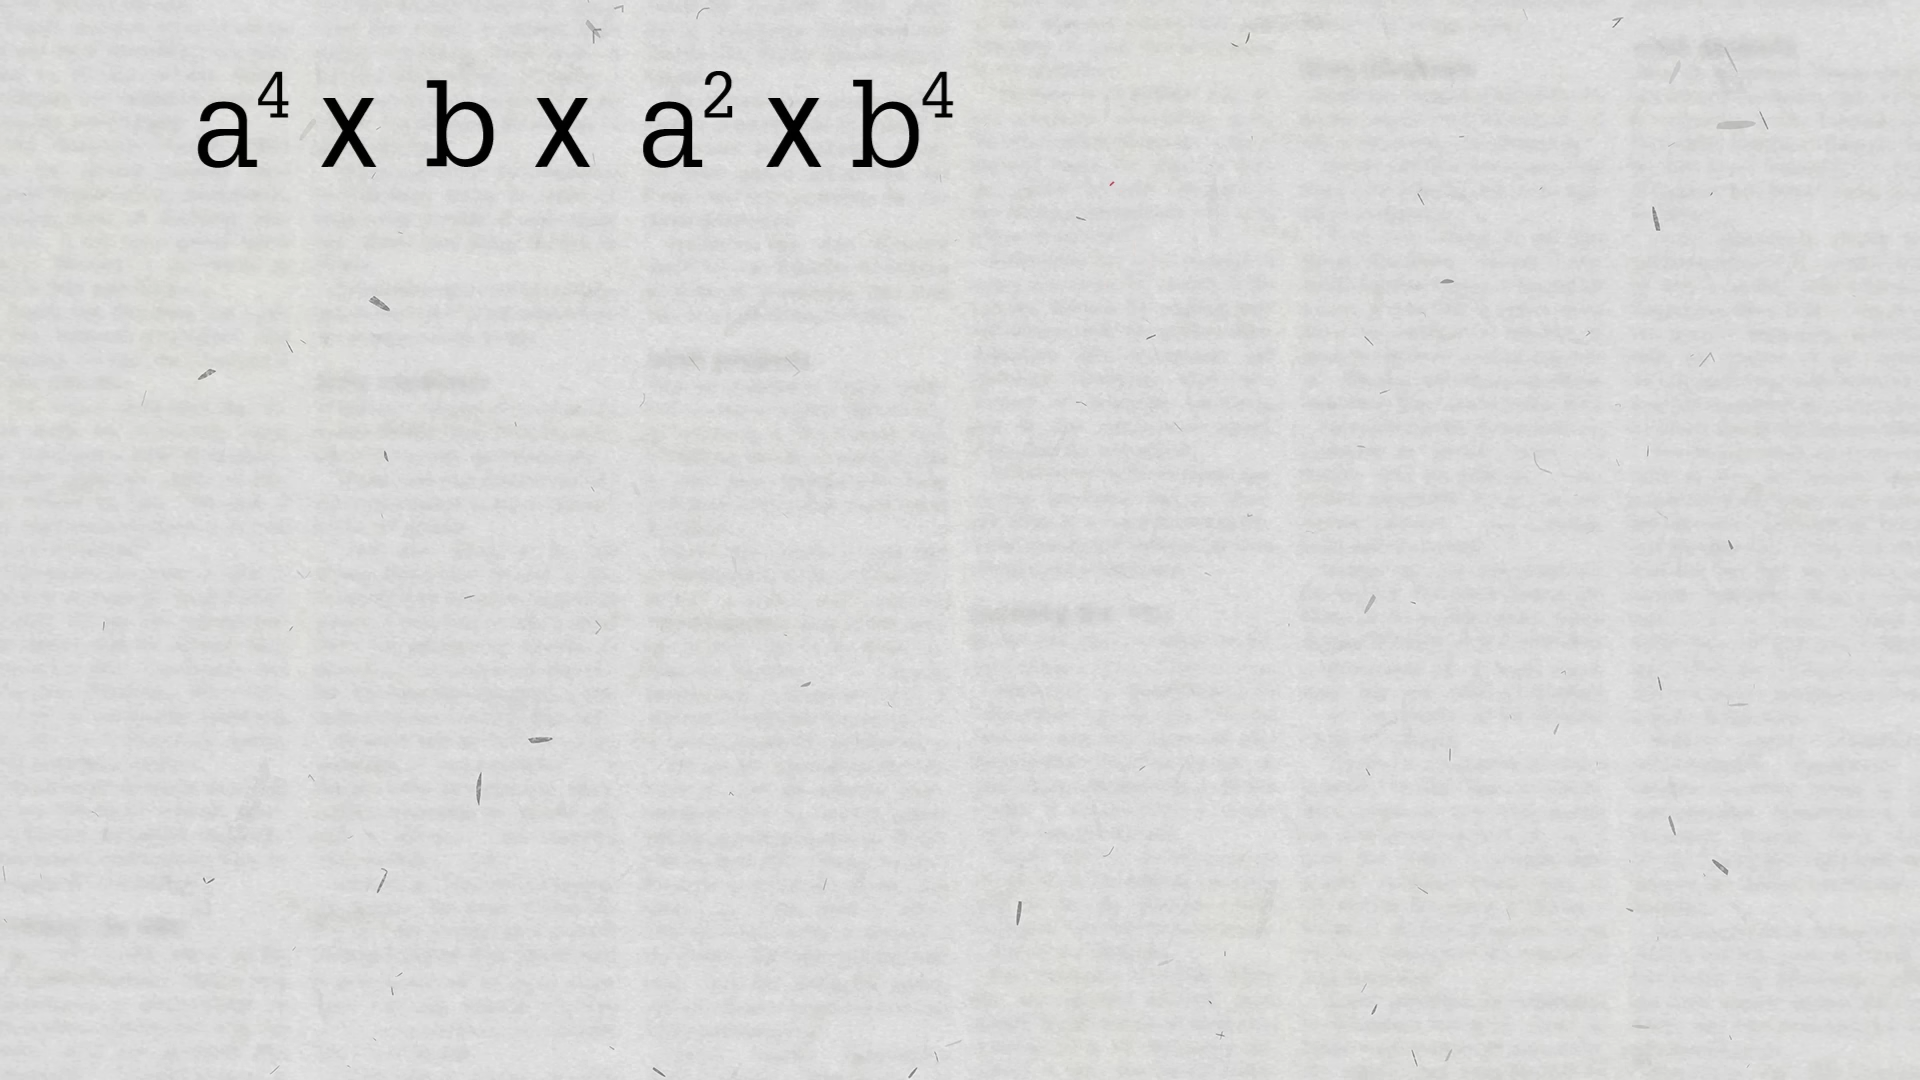 a⁴ x b x a² x b⁴